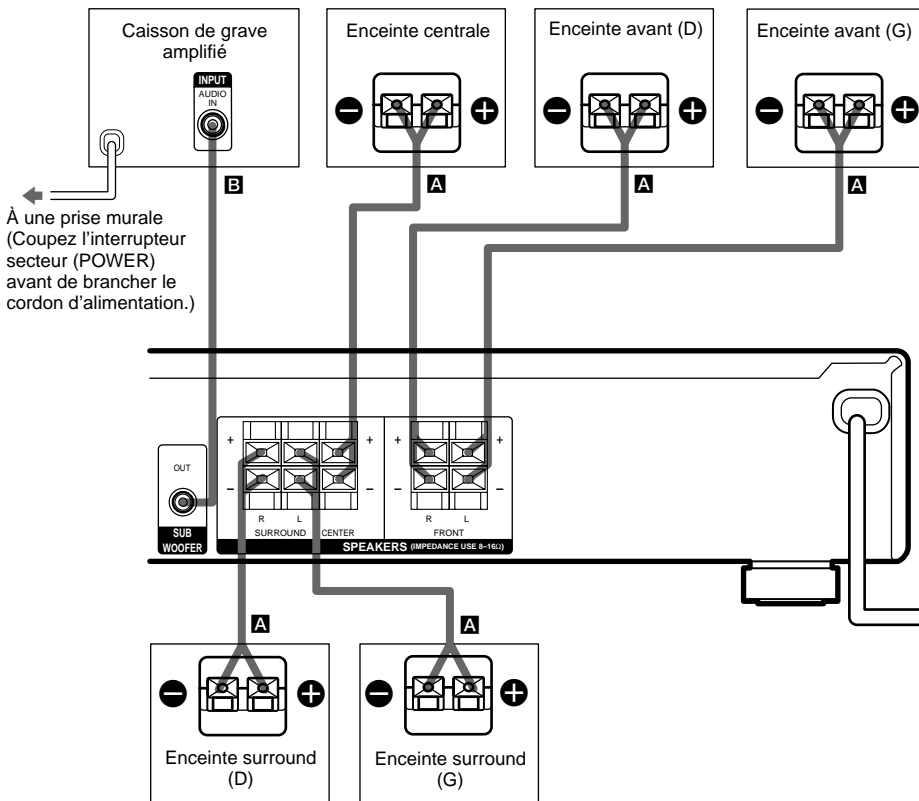 Caisson de grave
amplifié
INPUT
AUDIO
IN
Enceinte centrale
Enceinte avant (D)
Enceinte avant (G)
B
A
A
A
À une prise murale
(Coupez l’interrupteur
secteur (POWER)
avant de brancher le
cordon d’alimentation.)
OUT
SUB
WOOFER
+ + + +
– – – –
R L R L
SURROUND CENTER FRONT
SPEAKERS (IMPEDANCE USE 8–16Ω)
A
A
Enceinte surround
(D)
Enceinte surround
(G)